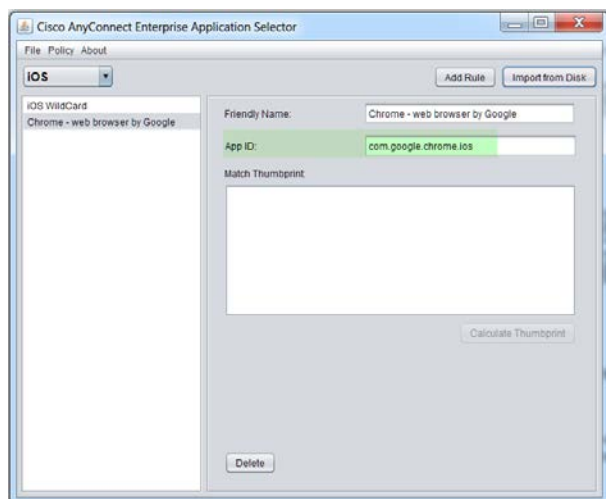 Cisco AnyConnect Enterprise Application Selector
File Policy About
iOS Add Rule Import from Disk
iOS WildCard
Chrome - web browser by Google
Friendly Name: Chrome - web browser by Google
App ID: com.google.chrome.ios
Match Thumbprint
Calculate Thumbprint
Delete